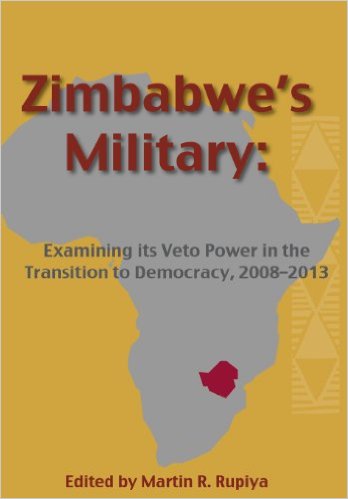 Zimbabwe's
Military:
Examining its Veto Power in the
Transition to Democracy, 2008–2013
Edited by Martin R. Rupiya